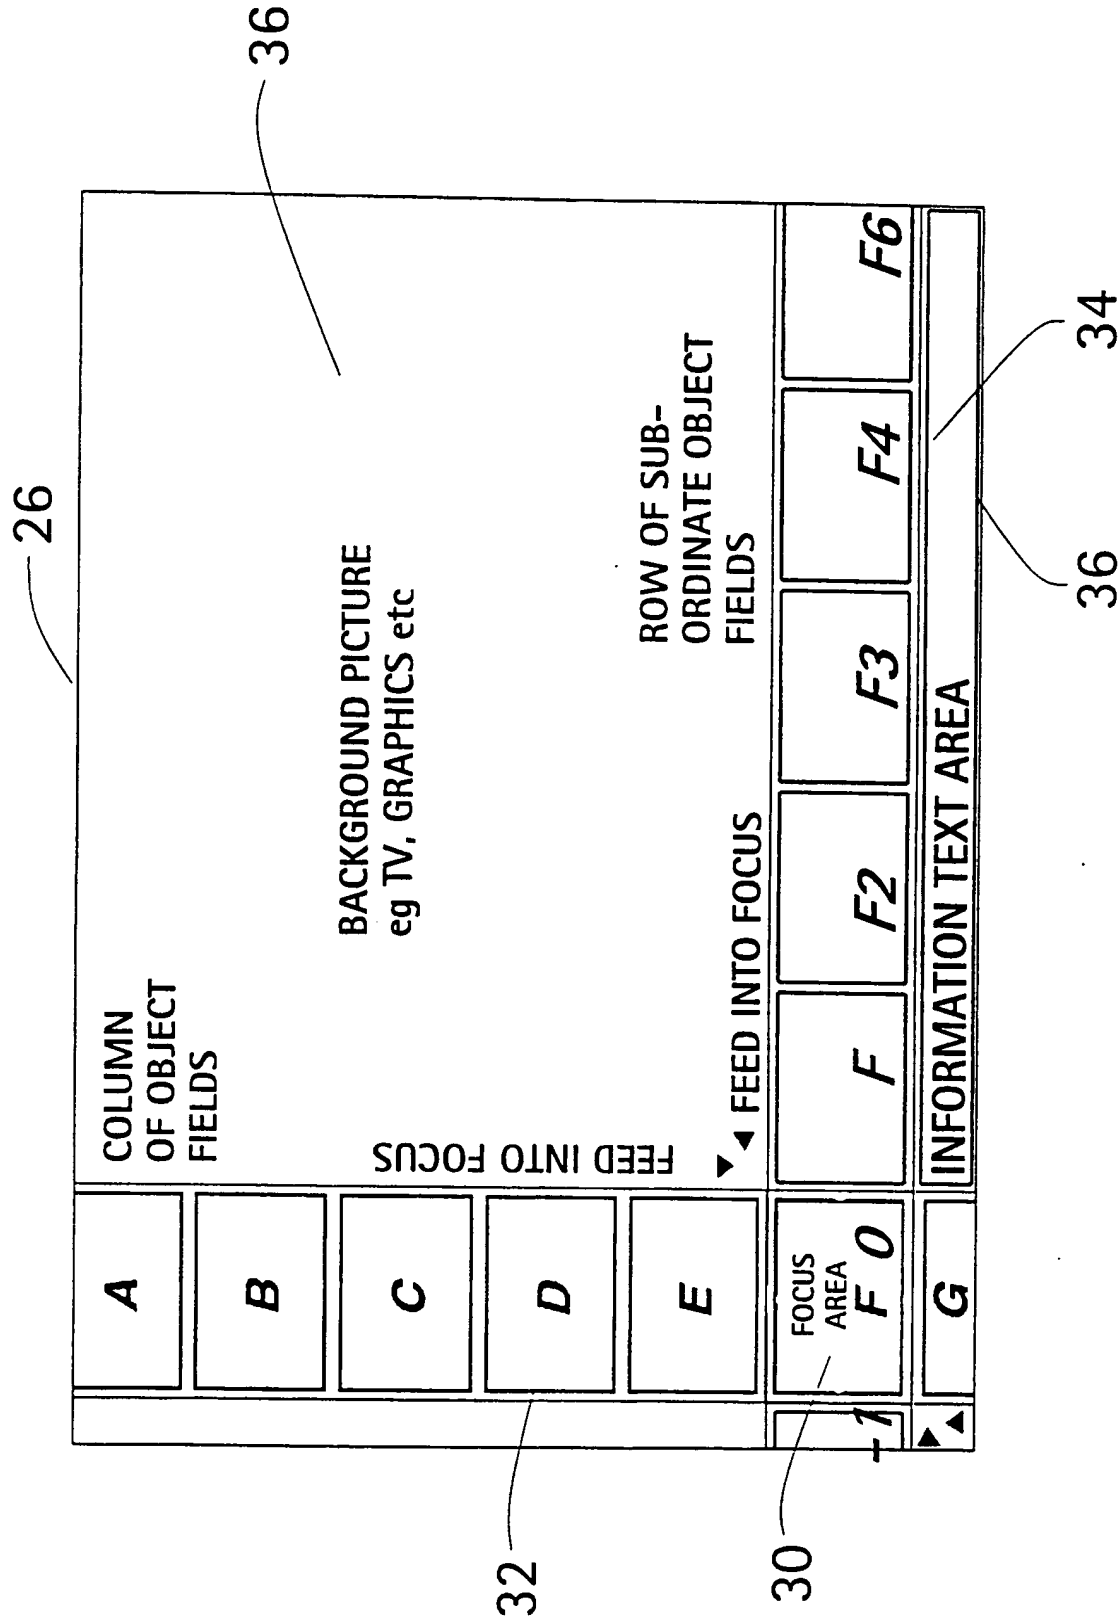 26
36
COLUMN
OF OBJECT
FIELDS
A
B
C
D
E
FEED INTO FOCUS
BACKGROUND PICTURE
eg TV, GRAPHICS etc
ROW OF SUB-
ORDINATE OBJECT
FIELDS
FEED INTO FOCUS
32
30
-1
FOCUS
AREA
F 0
F
F2
F3
F4
F6
G
INFORMATION TEXT AREA
36
34